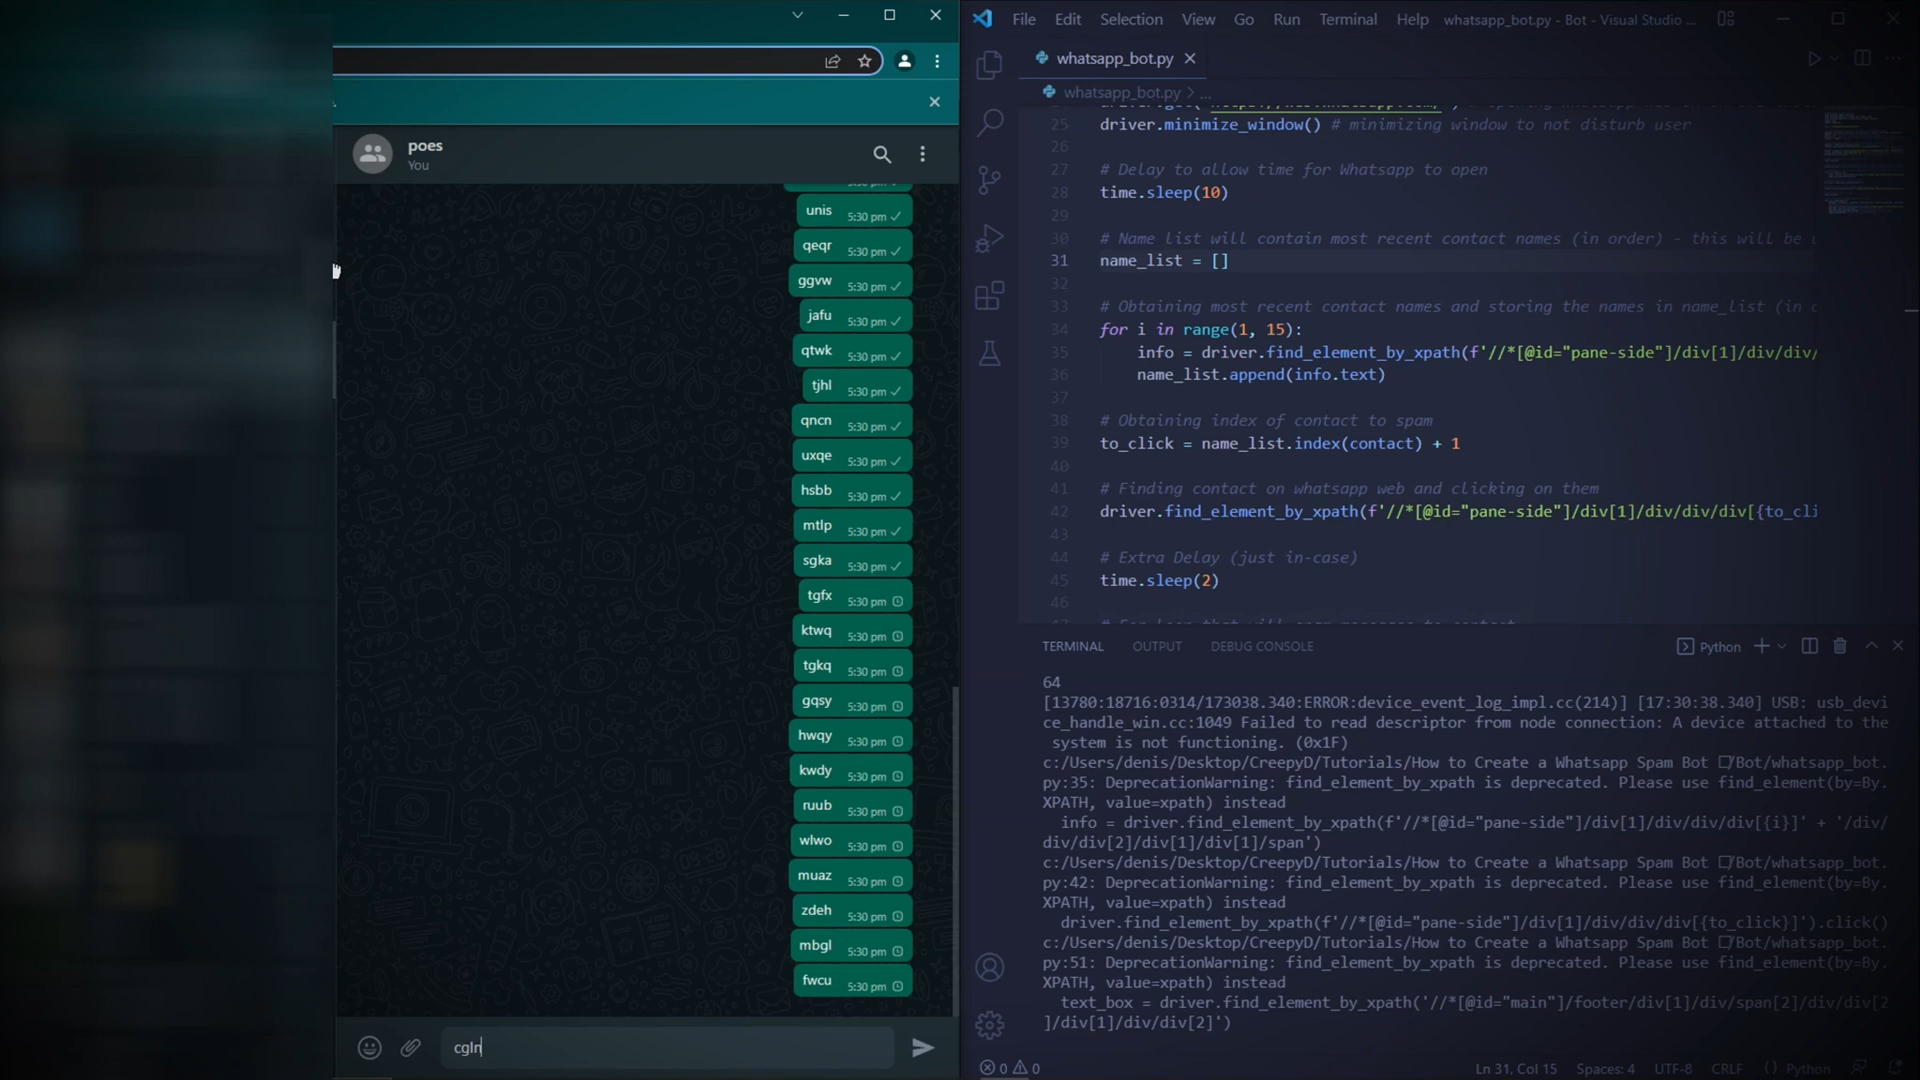 poes
You
unis 5:30 pm
qeqr 5:30 pm
ggvw 5:30 pm
jafu 5:30 pm
qtwk 5:30 pm
tjhl 5:30 pm
qncn 5:30 pm
uxqe 5:30 pm
hsbb 5:30 pm
mtlp 5:30 pm
sgka 5:30 pm
tgfx 5:30 pm
ktwq 5:30 pm
tgkq 5:30 pm
gqsy 5:30 pm
hwqy 5:30 pm
kwdy 5:30 pm
ruub 5:30 pm
wlwo 5:30 pm
muaz 5:30 pm
zdeh 5:30 pm
mbgl 5:30 pm
fwcu 5:30 pm
File Edit Selection View Go Run Terminal Help whatsapp_bot.py - Bot - Visual Studio ...
whatsapp_bot.py
whatsapp_bot.py > ...
25 driver.minimize_window() # minimizing window to not disturb user
26
27 # Delay to allow time for Whatsapp to open
28 time.sleep(10)
29
30 # Name list will contain most recent contact names (in order) - this will be
31 name_list = []
32
33 # Obtaining most recent contact names and storing the names in name_list (in
34 for i in range(1, 15):
35 info = driver.find_element_by_xpath(f'//*[@id="pane-side"]/div[1]/div/div/
36 name_list.append(info.text)
37
38 # Obtaining index of contact to spam
39 to_click = name_list.index(contact) + 1
40
41 # Finding contact on whatsapp web and clicking on them
42 driver.find_element_by_xpath(f'//*[@id="pane-side"]/div[1]/div/div/div[{to_cli
43
44 # Extra Delay (just in-case)
45 time.sleep(2)
46
TERMINAL OUTPUT DEBUG CONSOLE Python
64
[13780:18716:0314/173038.340:ERROR:device_event_log_impl.cc(214)] [17:30:38.340] USB: usb_devi
ce_handle_win.cc:1049 Failed to read descriptor from node connection: A device attached to the
system is not functioning. (0x1F)
c:/Users/denis/Desktop/CreepyD/Tutorials/How to Create a Whatsapp Spam Bot □/Bot/whatsapp_bot.
py:35: DeprecationWarning: find_element_by_xpath is deprecated. Please use find_element(by=By.
XPATH, value=xpath) instead
info = driver.find_element_by_xpath(f'//*[@id="pane-side"]/div[1]/div/div/div[{i}]' + '/div/
div/div[2]/div[1]/div[1]/span')
c:/Users/denis/Desktop/CreepyD/Tutorials/How to Create a Whatsapp Spam Bot □/Bot/whatsapp_bot.
py:42: DeprecationWarning: find_element_by_xpath is deprecated. Please use find_element(by=By.
XPATH, value=xpath) instead
driver.find_element_by_xpath(f'//*[@id="pane-side"]/div[1]/div/div/div[{to_click}]').click()
c:/Users/denis/Desktop/CreepyD/Tutorials/How to Create a Whatsapp Spam Bot □/Bot/whatsapp_bot.
py:51: DeprecationWarning: find_element_by_xpath is deprecated. Please use find_element(by=By.
XPATH, value=xpath) instead
text_box = driver.find_element_by_xpath('//*[@id="main"]/footer/div[1]/div/span[2]/div/div[2
]/div[1]/div/div[2]')
0 0 Ln 31, Col 15 Spaces: 4 UTF-8 CRLF {} Python